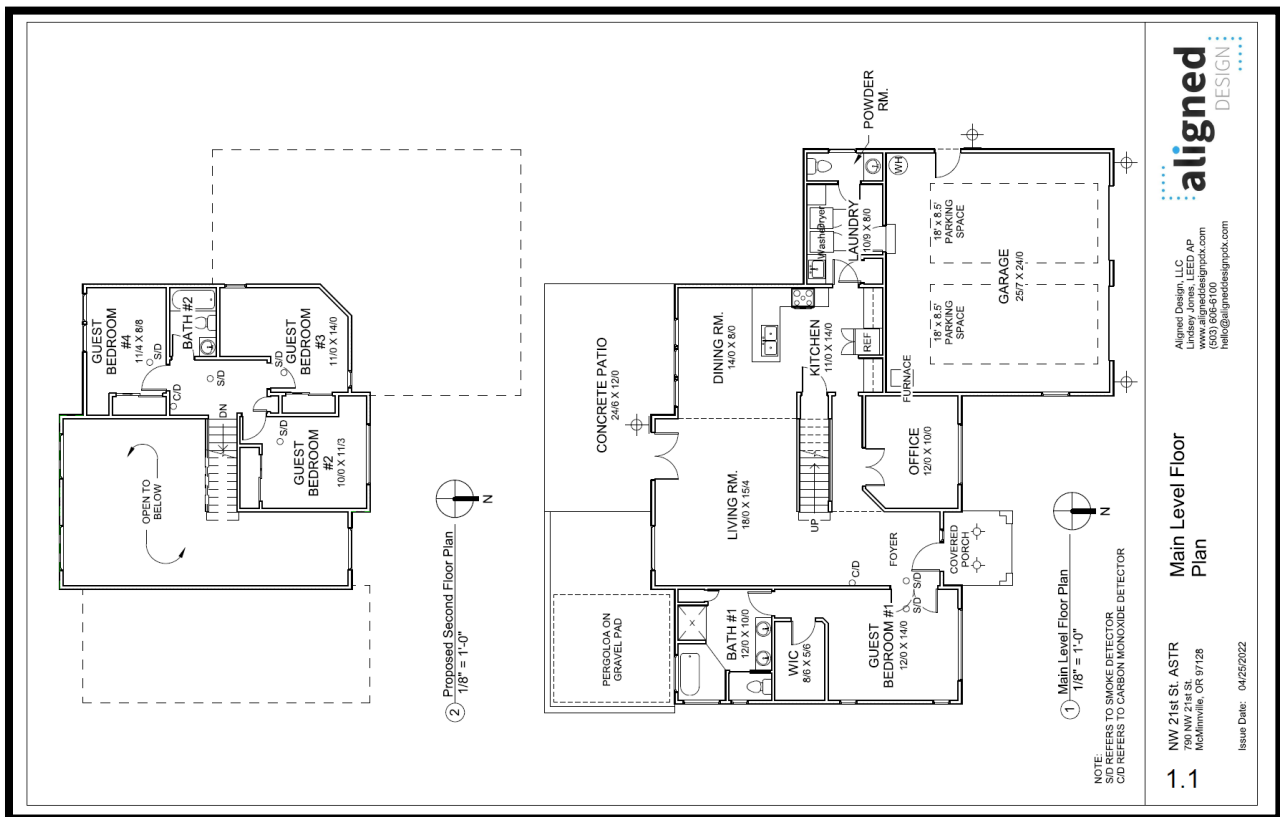 GUEST
BEDROOM
#4
11/4 X 8/8
S/D
BATH #2
C/D
S/D
GUEST
BEDROOM
#3
11/0 X 14/0
S/D
DN
OPEN TO
BELOW
GUEST
BEDROOM
#2
10/0 X 11/3
S/D
N
2
Proposed Second Floor Plan
1/8" = 1'-0"
POWDER
RM.
Washer
Dryer
LAUNDRY
10/9 X 8/0
WH
18' x 8.5'
PARKING
SPACE
GARAGE
25/7 X 24/0
18' x 8.5'
PARKING
SPACE
CONCRETE PATIO
24/6 X 12/0
DINING RM.
14/0 X 8/0
KITCHEN
11/0 X 14/0
REF
FURNACE
LIVING RM.
18/0 X 15/4
UP
OFFICE
12/0 X 10/0
FOYER
COVERED
PORCH
C/D
S/D
S/D
PERGOLOA ON
GRAVEL PAD
BATH #1
12/0 X 10/0
WIC
8/6 X 5/6
GUEST
BEDROOM #1
12/0 X 14/0
N
1
Main Level Floor Plan
1/8" = 1'-0"
NOTE:
S/D REFERS TO SMOKE DETECTOR
C/D REFERS TO CARBON MONOXIDE DETECTOR
aligned
DESIGN
Aligned Design, LLC
Lindsey Jones, LEED AP
www.aligneddesignpdx.com
(503) 606-6100
hello@aligneddesignpdx.com
Main Level Floor
Plan
NW 21st St. ASTR
790 NW 21st St.
McMinnville, OR 97128
Issue Date: 04/25/2022
1.1